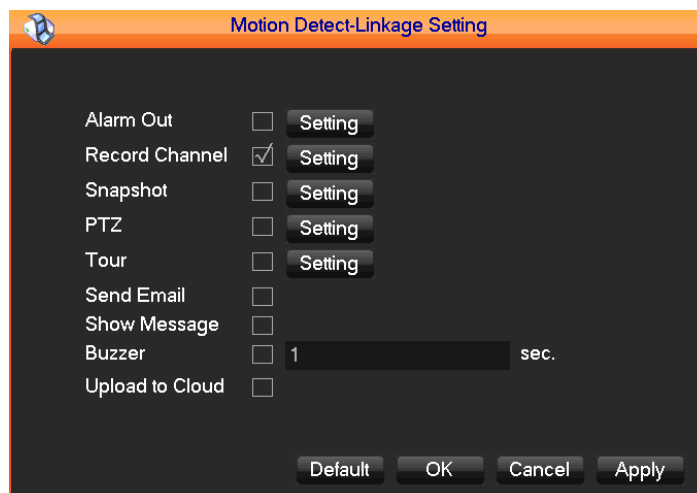 Motion Detect-Linkage Setting
Alarm Out Setting
Record Channel Setting
Snapshot Setting
PTZ Setting
Tour Setting
Send Email
Show Message
Buzzer 1 sec.
Upload to Cloud
Default OK Cancel Apply